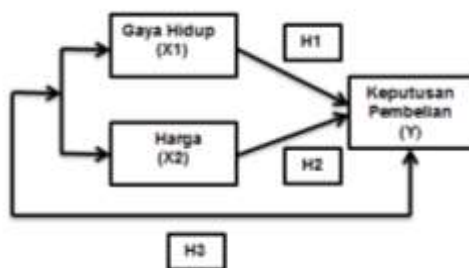 Gaya Hidup
(X1)
H1
Keputusan
Pembelian
(Y)
Harga
(X2)
H2
H3